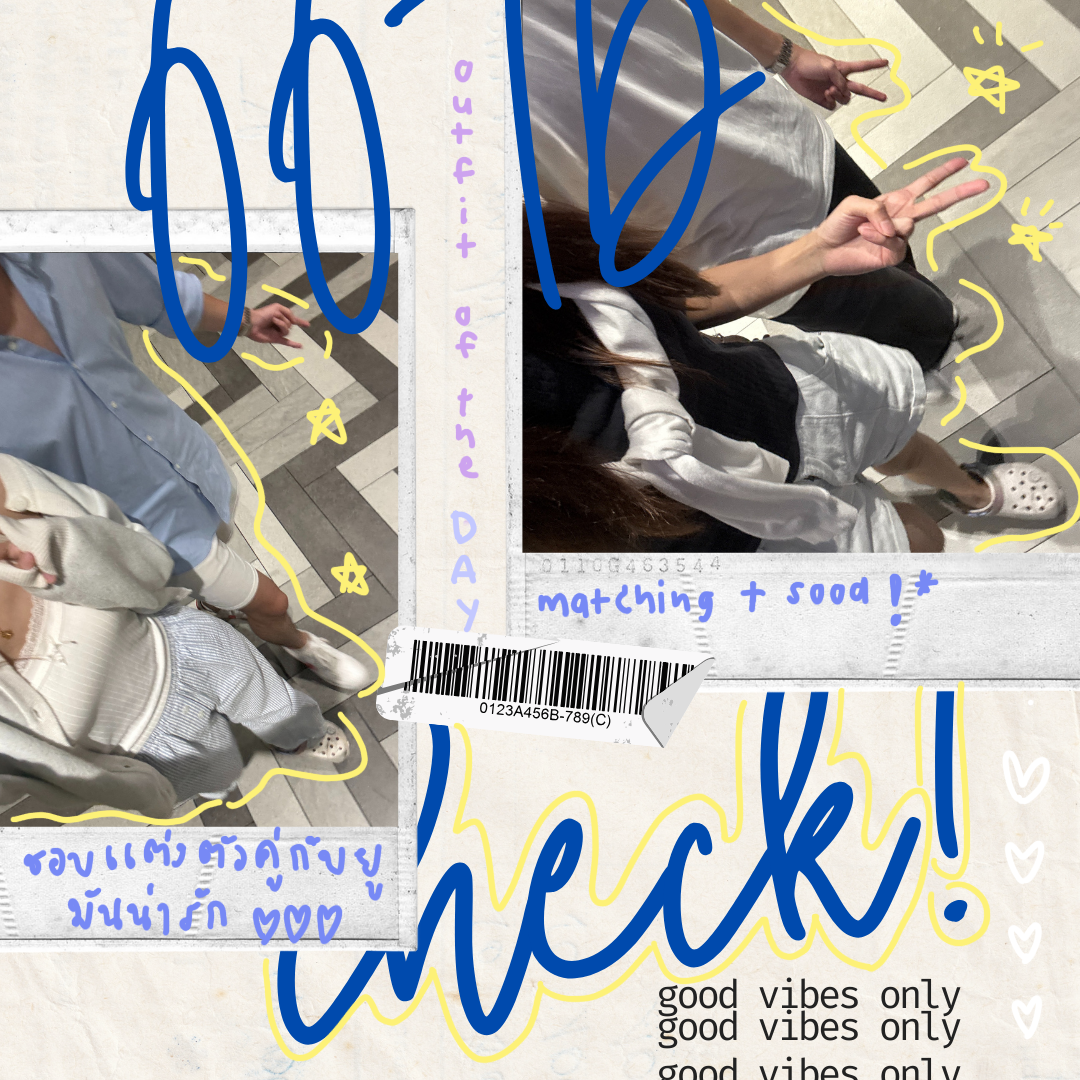 OOTD
outfit of the DAY
0110G483544
matching + sood !*
0123A456B-789(C)
check!
ชอบแต่งตัวคู่กับยู
มันน่ารัก ♡♡♡
good vibes only
good vibes only
good vibes only